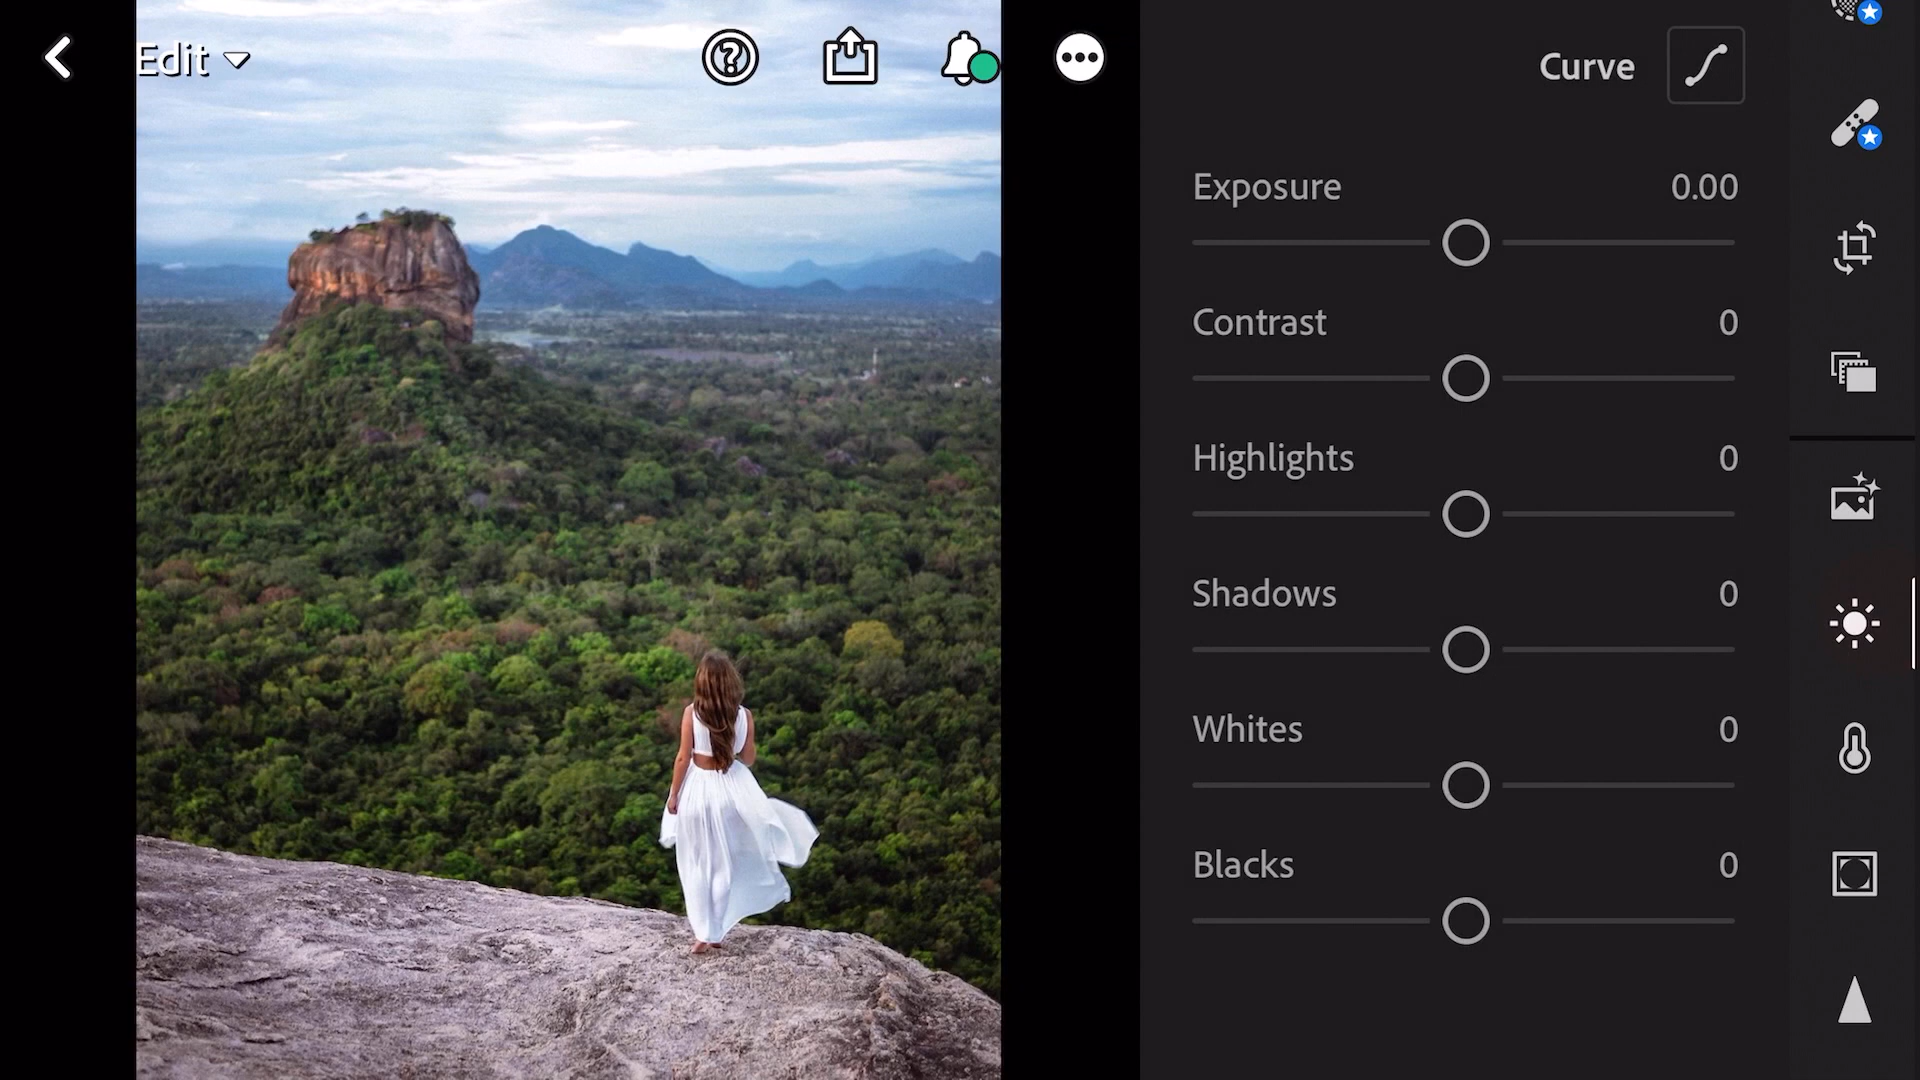 Edit
Curve
Exposure 0.00
Contrast 0
Highlights 0
Shadows 0
Whites 0
Blacks 0